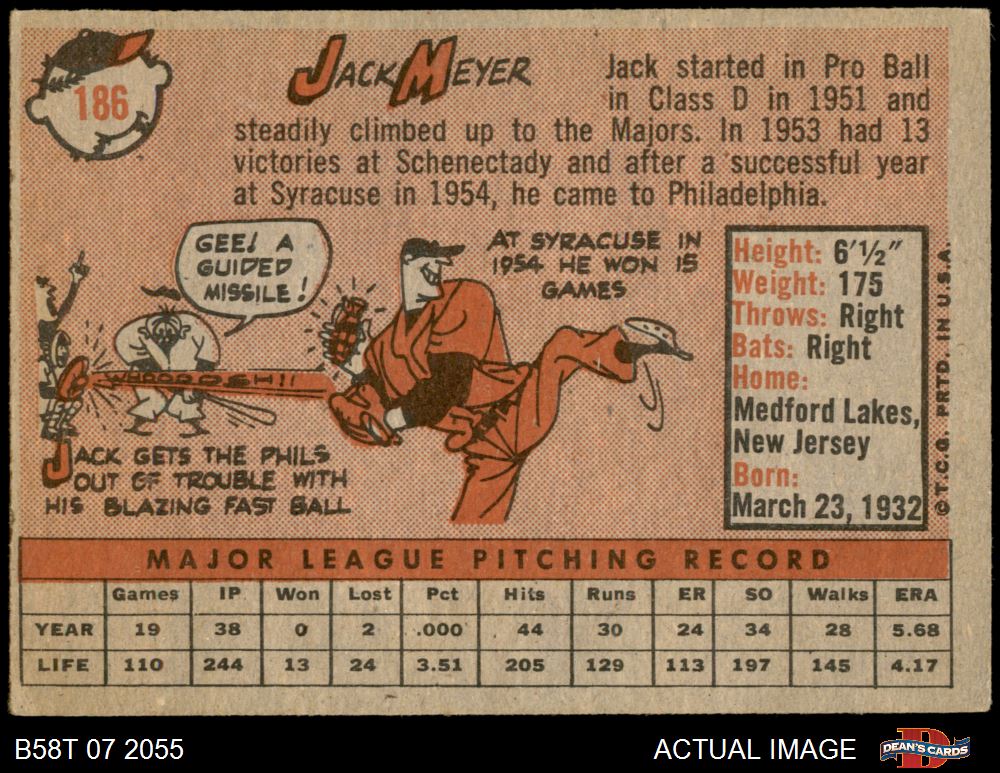 186
JACK MEYER
Jack started in Pro Ball
in Class D in 1951 and
steadily climbed up to the Majors. In 1953 had 13
victories at Schenectady and after a successful year
at Syracuse in 1954, he came to Philadelphia.
GEE! A
GUIDED
MISSILE!
AT SYRACUSE IN
1954 HE WON 15
GAMES
WHOOOOSH!!
JACK GETS THE PHILS
OUT OF TROUBLE WITH
HIS BLAZING FAST BALL
Height: 6'½"
Weight: 175
Throws: Right
Bats: Right
Home:
Medford Lakes,
New Jersey
Born:
March 23, 1932
© T.C.G. PRTD. IN U.S.A.
MAJOR LEAGUE PITCHING RECORD
Games IP Won Lost Pct Hits Runs ER SO Walks ERA
YEAR 19 38 0 2 .000 44 30 24 34 28 5.68
LIFE 110 244 13 24 3.51 205 129 113 197 145 4.17
B58T 07 2055
ACTUAL IMAGE
DEAN'S CARDS